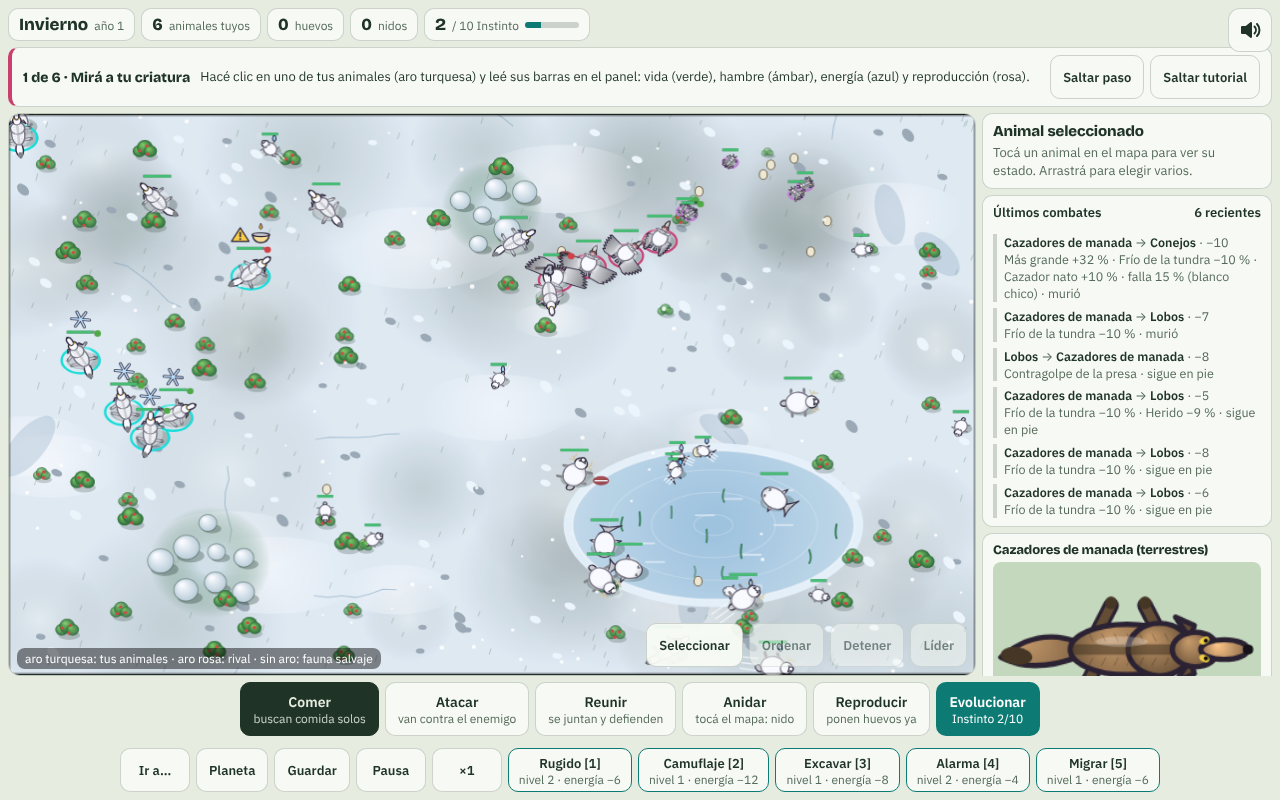 Invierno año 1
6 animales tuyos
0 huevos
0 nidos
2 / 10 Instinto
1 de 6 · Mirá a tu criatura Hacé clic en uno de tus animales (aro turquesa) y leé sus barras en el panel: vida (verde), hambre (ámbar), energía (azul) y reproducción (rosa).
Saltar paso
Saltar tutorial
Animal seleccionado
Tocá un animal en el mapa para ver su
estado. Arrastrá para elegir varios.
Últimos combates 6 recientes
Cazadores de manada → Conejos · −10
Más grande +32 % · Frío de la tundra −10 % ·
Cazador nato +10 % · falla 15 % (blanco
chico) · murió
Cazadores de manada → Lobos · −7
Frío de la tundra −10 % · murió
Lobos → Cazadores de manada · −8
Contragolpe de la presa · sigue en pie
Cazadores de manada → Lobos · −5
Frío de la tundra −10 % · Herido −9 % · sigue
en pie
Cazadores de manada → Lobos · −8
Frío de la tundra −10 % · sigue en pie
Cazadores de manada → Lobos · −6
Frío de la tundra −10 % · sigue en pie
Cazadores de manada (terrestres)
aro turquesa: tus animales · aro rosa: rival · sin aro: fauna salvaje
Seleccionar
Ordenar
Detener
Líder
Comer
buscan comida solos
Atacar
van contra el enemigo
Reunir
se juntan y defienden
Anidar
tocá el mapa: nido
Reproducir
ponen huevos ya
Evolucionar
Instinto 2/10
Ir a...
Planeta
Guardar
Pausa
×1
Rugido [1]
nivel 2 · energía −6
Camuflaje [2]
nivel 1 · energía −12
Excavar [3]
nivel 1 · energía −8
Alarma [4]
nivel 2 · energía −4
Migrar [5]
nivel 1 · energía −6